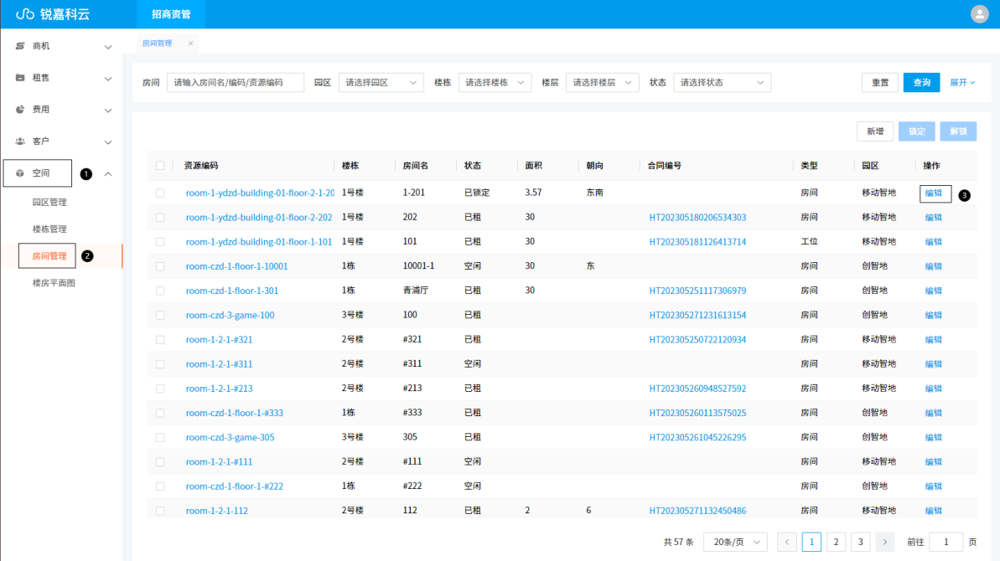 锐嘉科云 招商资管
商机
租售
费用
客户
空间 1
园区管理
楼栋管理
房间管理 2
楼房平面图
房间管理 ×
房间 请输入房间名/编码/资源编码 园区 请选择园区 楼栋 请选择楼栋 楼层 请选择楼层 状态 请选择状态 重置 查询 展开
新增 锁定 解锁
资源编码 楼栋 房间名 状态 面积 朝向 合同编号 类型 园区 操作
room-1-ydzd-building-01-floor-2-1-20 1号楼 1-201 已锁定 3.57 东南 房间 移动智地 编辑 3
room-1-ydzd-building-01-floor-2-202 1号楼 202 已租 30 HT202305180206534303 房间 移动智地 编辑
room-1-ydzd-building-01-floor-1-101 1号楼 101 已租 30 HT202305181126413714 工位 移动智地 编辑
room-czd-1-floor-1-10001 1栋 10001-1 空闲 30 东 房间 创智地 编辑
room-czd-1-floor-1-301 1栋 青浦厅 已租 30 HT202305251117306979 房间 创智地 编辑
room-czd-3-game-100 3号楼 100 已租 HT202305271231613154 房间 创智地 编辑
room-1-2-1-#321 2号楼 #321 已租 HT202305250722120934 房间 移动智地 编辑
room-1-2-1-#311 2号楼 #311 空闲 房间 移动智地 编辑
room-1-2-1-#213 2号楼 #213 已租 HT202305260948527592 房间 移动智地 编辑
room-czd-1-floor-1-#333 1栋 #333 已租 HT202305260113575025 房间 创智地 编辑
room-czd-3-game-305 3号楼 305 已租 HT202305261045226295 房间 创智地 编辑
room-1-2-1-#111 2号楼 #111 空闲 房间 移动智地 编辑
room-czd-1-floor-1-#222 1栋 #222 空闲 房间 创智地 编辑
room-1-2-1-112 2号楼 112 已租 2 6 HT202305271132450486 房间 移动智地 编辑
共 57 条 20条/页 < 1 2 3 > 前往 1 页